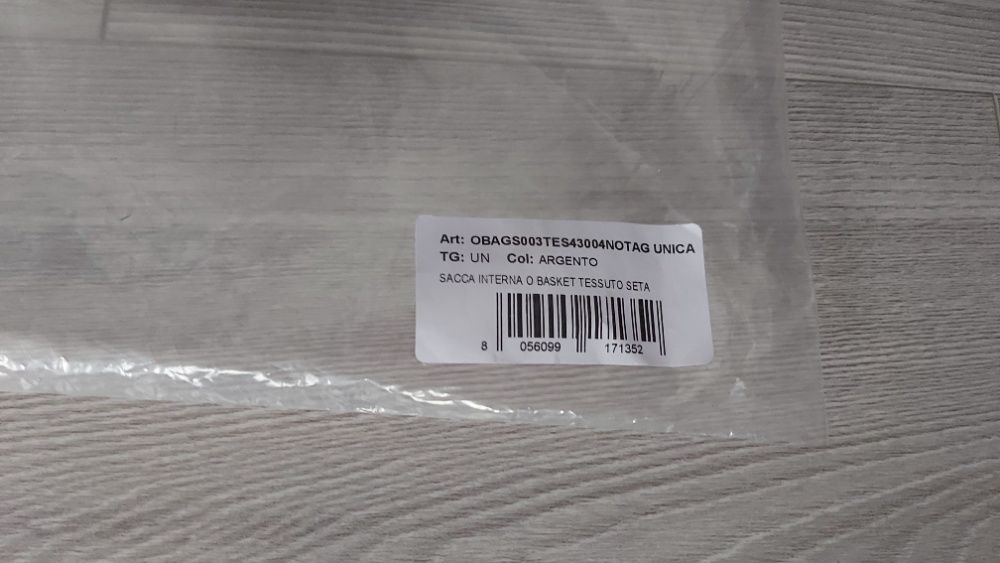 Art: OBAGS003TES43004NOTAG UNICA
TG: UN Col: ARGENTO
SACCA INTERNA O BASKET TESSUTO SETA
8 056099 171352